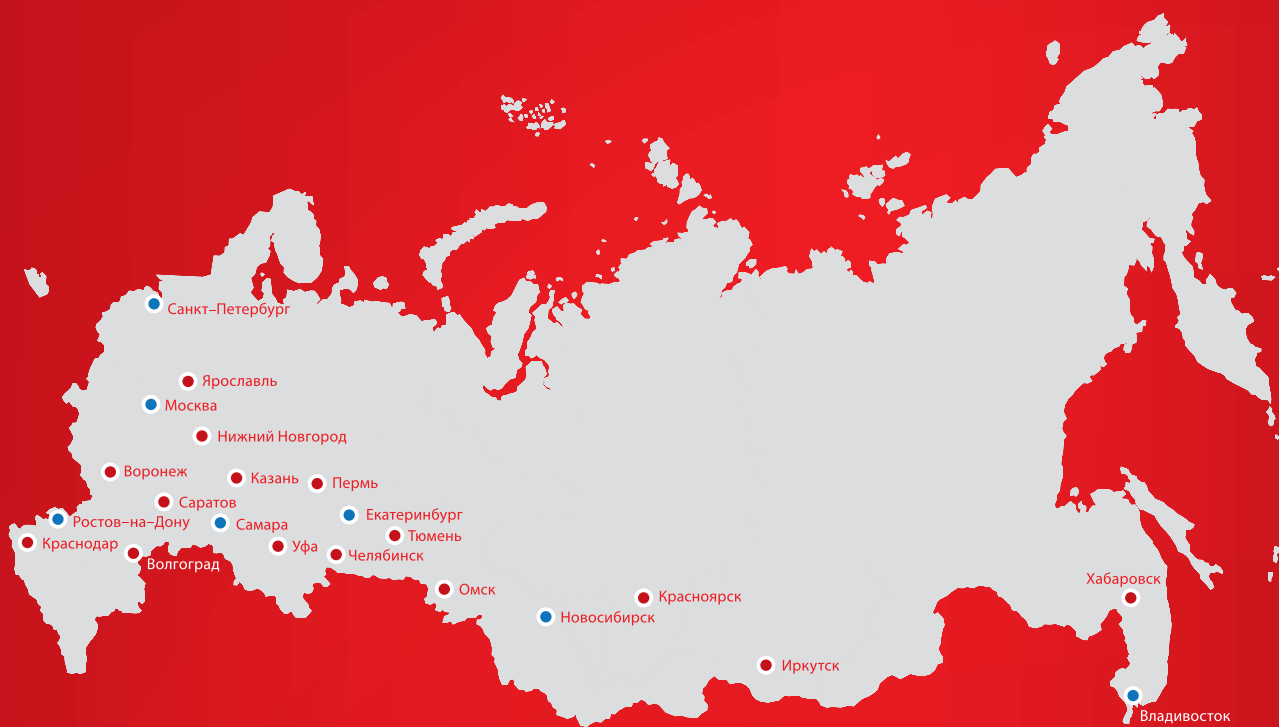 Санкт–Петербург
Ярославль
Москва
Нижний Новгород
Воронеж
Казань
Пермь
Саратов
Екатеринбург
Ростов–на–Дону
Самара
Тюмень
Краснодар
Уфа
Челябинск
Волгоград
Хабаровск
Омск
Красноярск
Новосибирск
Иркутск
Владивосток